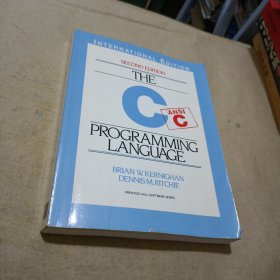 INTERNATIONAL EDITION
SECOND EDITION
THE
C
ANSI
C
PROGRAMMING
LANGUAGE
BRIAN W. KERNIGHAN
DENNIS M. RITCHIE
PRENTICE HALL SOFTWARE SERIES